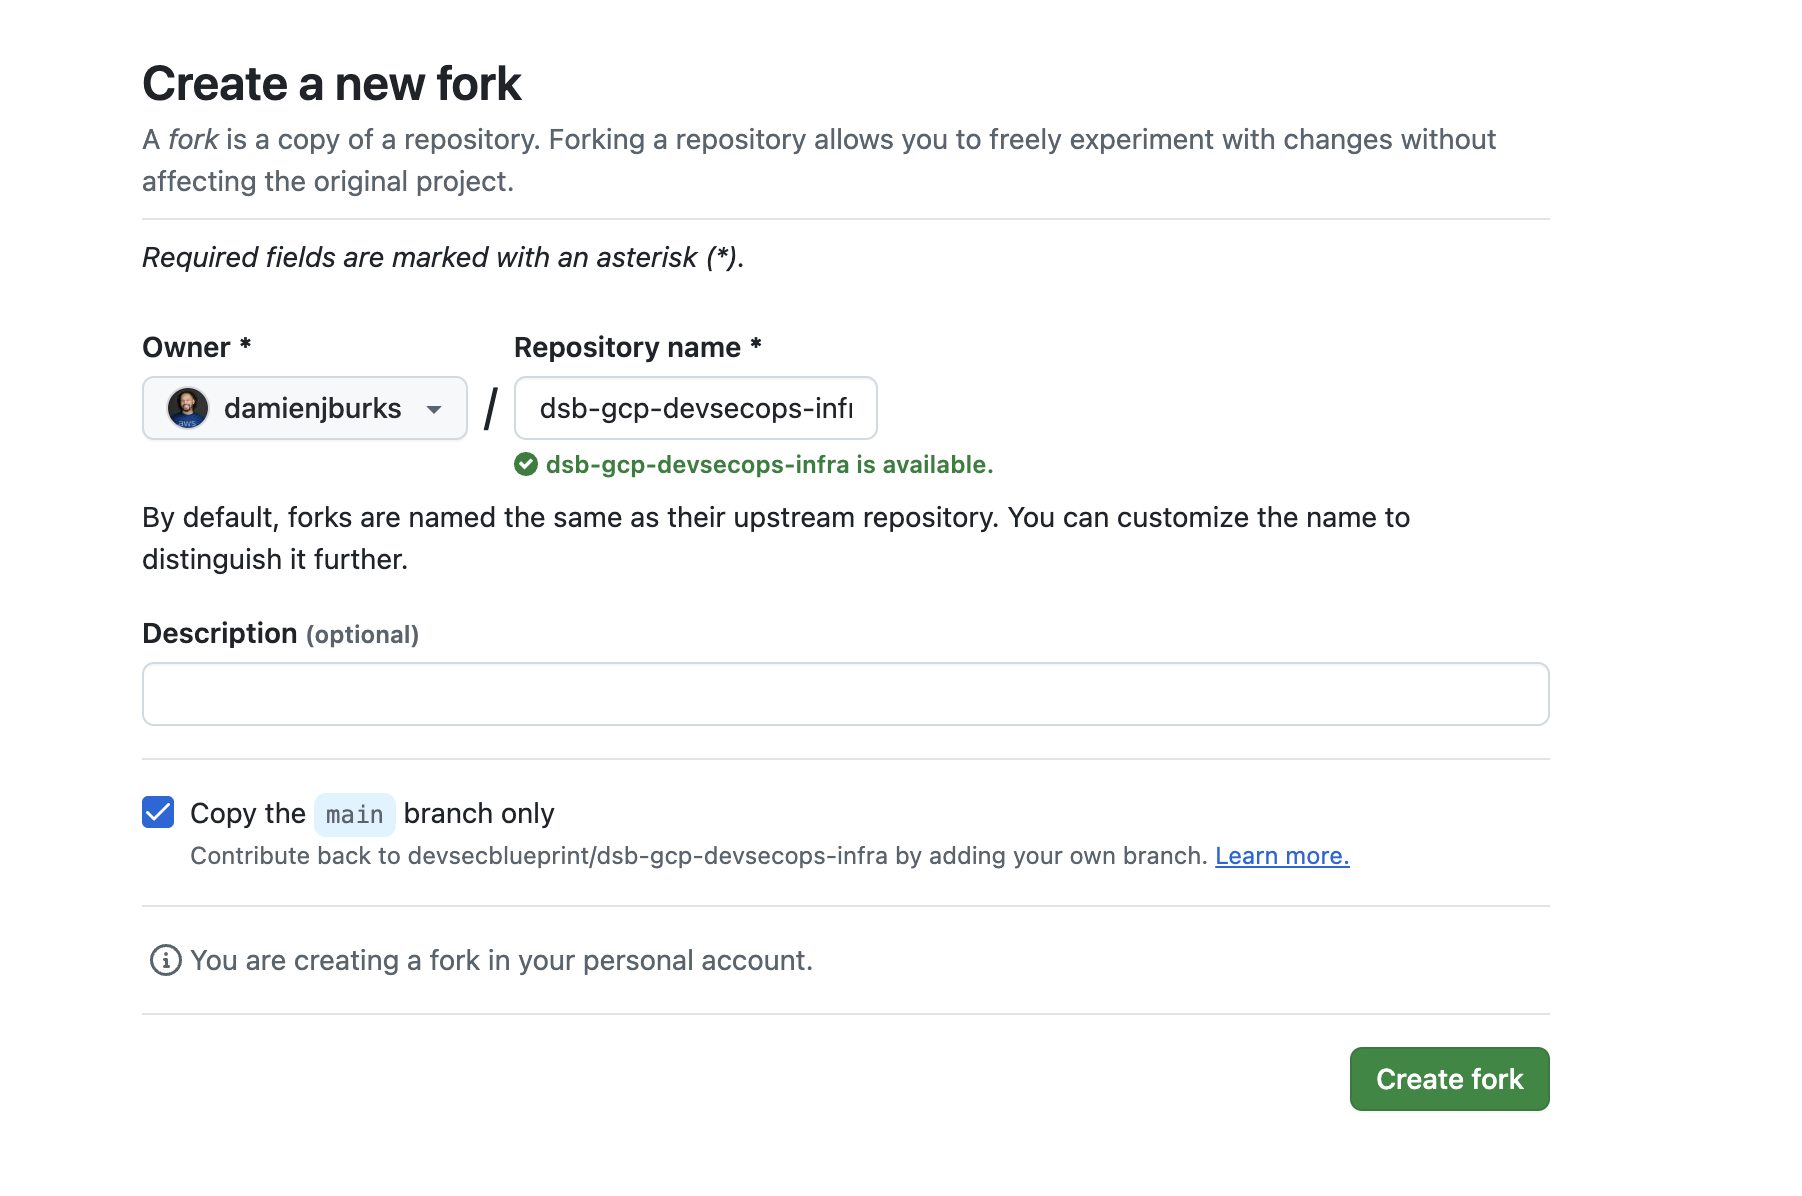 Create a new fork
A fork is a copy of a repository. Forking a repository allows you to freely experiment with changes without
affecting the original project.
Required fields are marked with an asterisk (*).
Owner *
Repository name *
aws
damienjburks
/
dsb-gcp-devsecops-infr
dsb-gcp-devsecops-infra is available.
By default, forks are named the same as their upstream repository. You can customize the name to
distinguish it further.
Description (optional)
Copy the main branch only
Contribute back to devsecblueprint/dsb-gcp-devsecops-infra by adding your own branch. Learn more.
You are creating a fork in your personal account.
Create fork